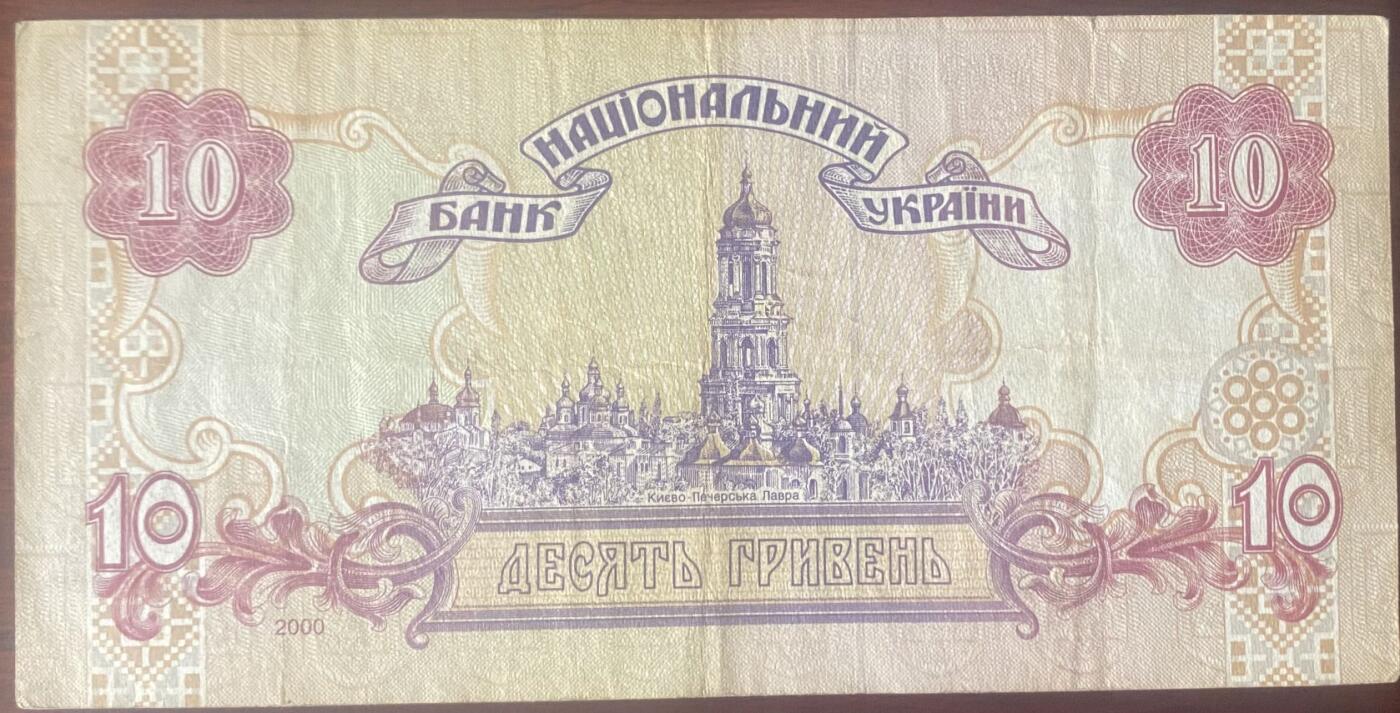 НАЦІОНАЛЬНИЙ
БАНК УКРАЇНИ
10 10
Києво-Печерська Лавра
10 10
ДЕСЯТЬ ГРИВЕНЬ
2000